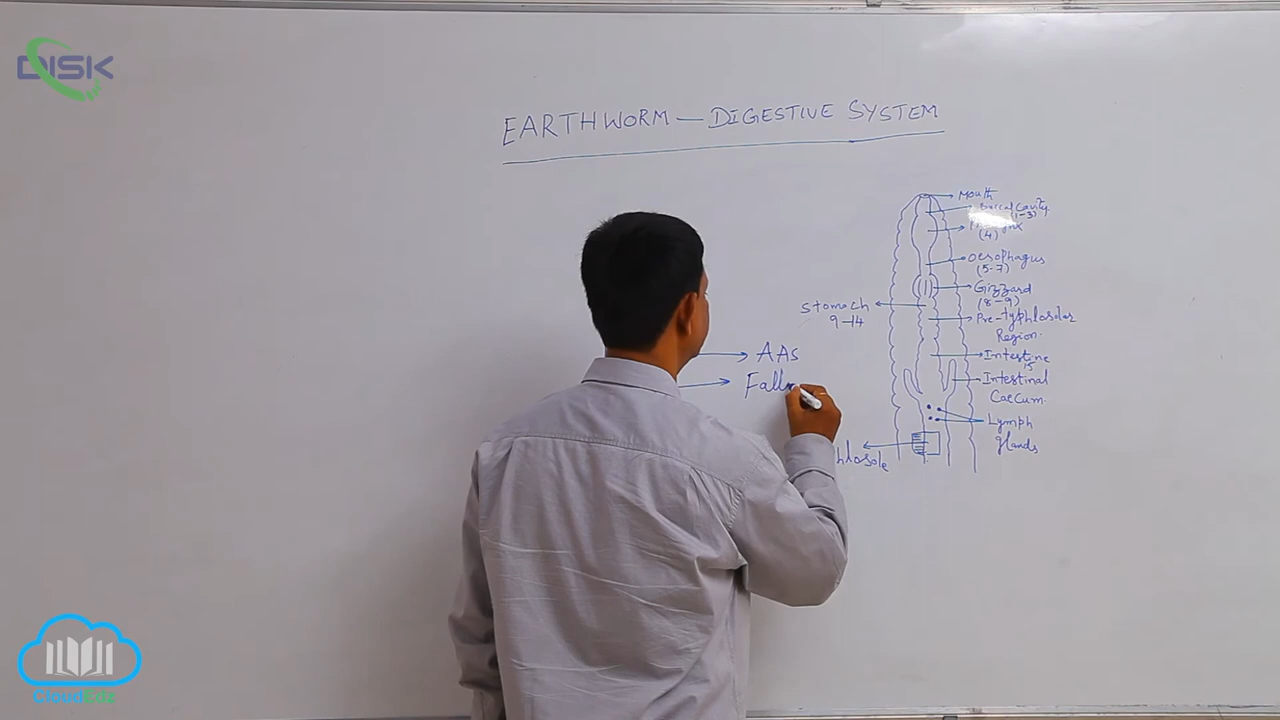 DISK
EARTHWORM — DIGESTIVE SYSTEM
Mouth
Buccal cavity
(1-3)
Pharynx
(4)
Oesophagus
(5-7)
Gizzard
(8-9)
Stomach
9-14
Pre-typhlosolar
Region.
AAs
Intestine
15
Intestinal
Caecum.
Lymph
glands
hlosole
CloudEdz